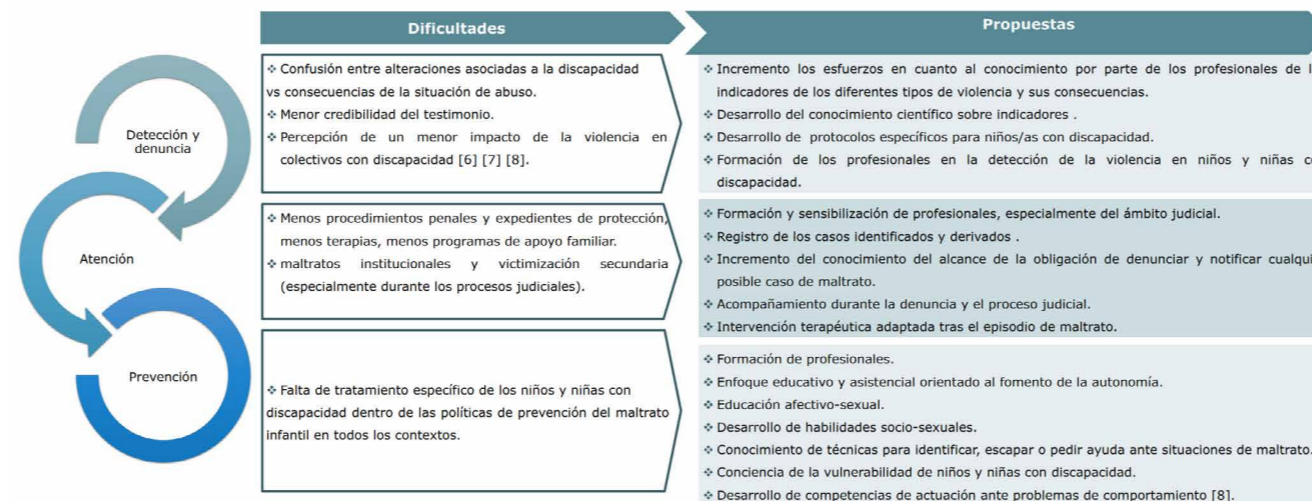 Dificultades
Propuestas
Detección y
denuncia
❖ Confusión entre alteraciones asociadas a la discapacidad
vs consecuencias de la situación de abuso.
❖ Menor credibilidad del testimonio.
❖ Percepción de un menor impacto de la violencia en
colectivos con discapacidad [6] [7] [8].
❖ Incremento los esfuerzos en cuanto al conocimiento por parte de los profesionales de l
indicadores de los diferentes tipos de violencia y sus consecuencias.
❖ Desarrollo del conocimiento científico sobre indicadores .
❖ Desarrollo de protocolos específicos para niños/as con discapacidad.
❖ Formación de los profesionales en la detección de la violencia en niños y niñas c
discapacidad.
Atención
❖ Menos procedimientos penales y expedientes de protección,
menos terapias, menos programas de apoyo familiar.
❖ maltratos institucionales y victimización secundaria
(especialmente durante los procesos judiciales).
❖ Formación y sensibilización de profesionales, especialmente del ámbito judicial.
❖ Registro de los casos identificados y derivados .
❖ Incremento del conocimiento del alcance de la obligación de denunciar y notificar cualqui
posible caso de maltrato.
❖ Acompañamiento durante la denuncia y el proceso judicial.
❖ Intervención terapéutica adaptada tras el episodio de maltrato.
Prevención
❖ Falta de tratamiento específico de los niños y niñas con
discapacidad dentro de las políticas de prevención del maltrato
infantil en todos los contextos.
❖ Formación de profesionales.
❖ Enfoque educativo y asistencial orientado al fomento de la autonomía.
❖ Educación afectivo-sexual.
❖ Desarrollo de habilidades socio-sexuales.
❖ Conocimiento de técnicas para identificar, escapar o pedir ayuda ante situaciones de maltrato.
❖ Conciencia de la vulnerabilidad de niños y niñas con discapacidad.
❖ Desarrollo de competencias de actuación ante problemas de comportamiento [8].